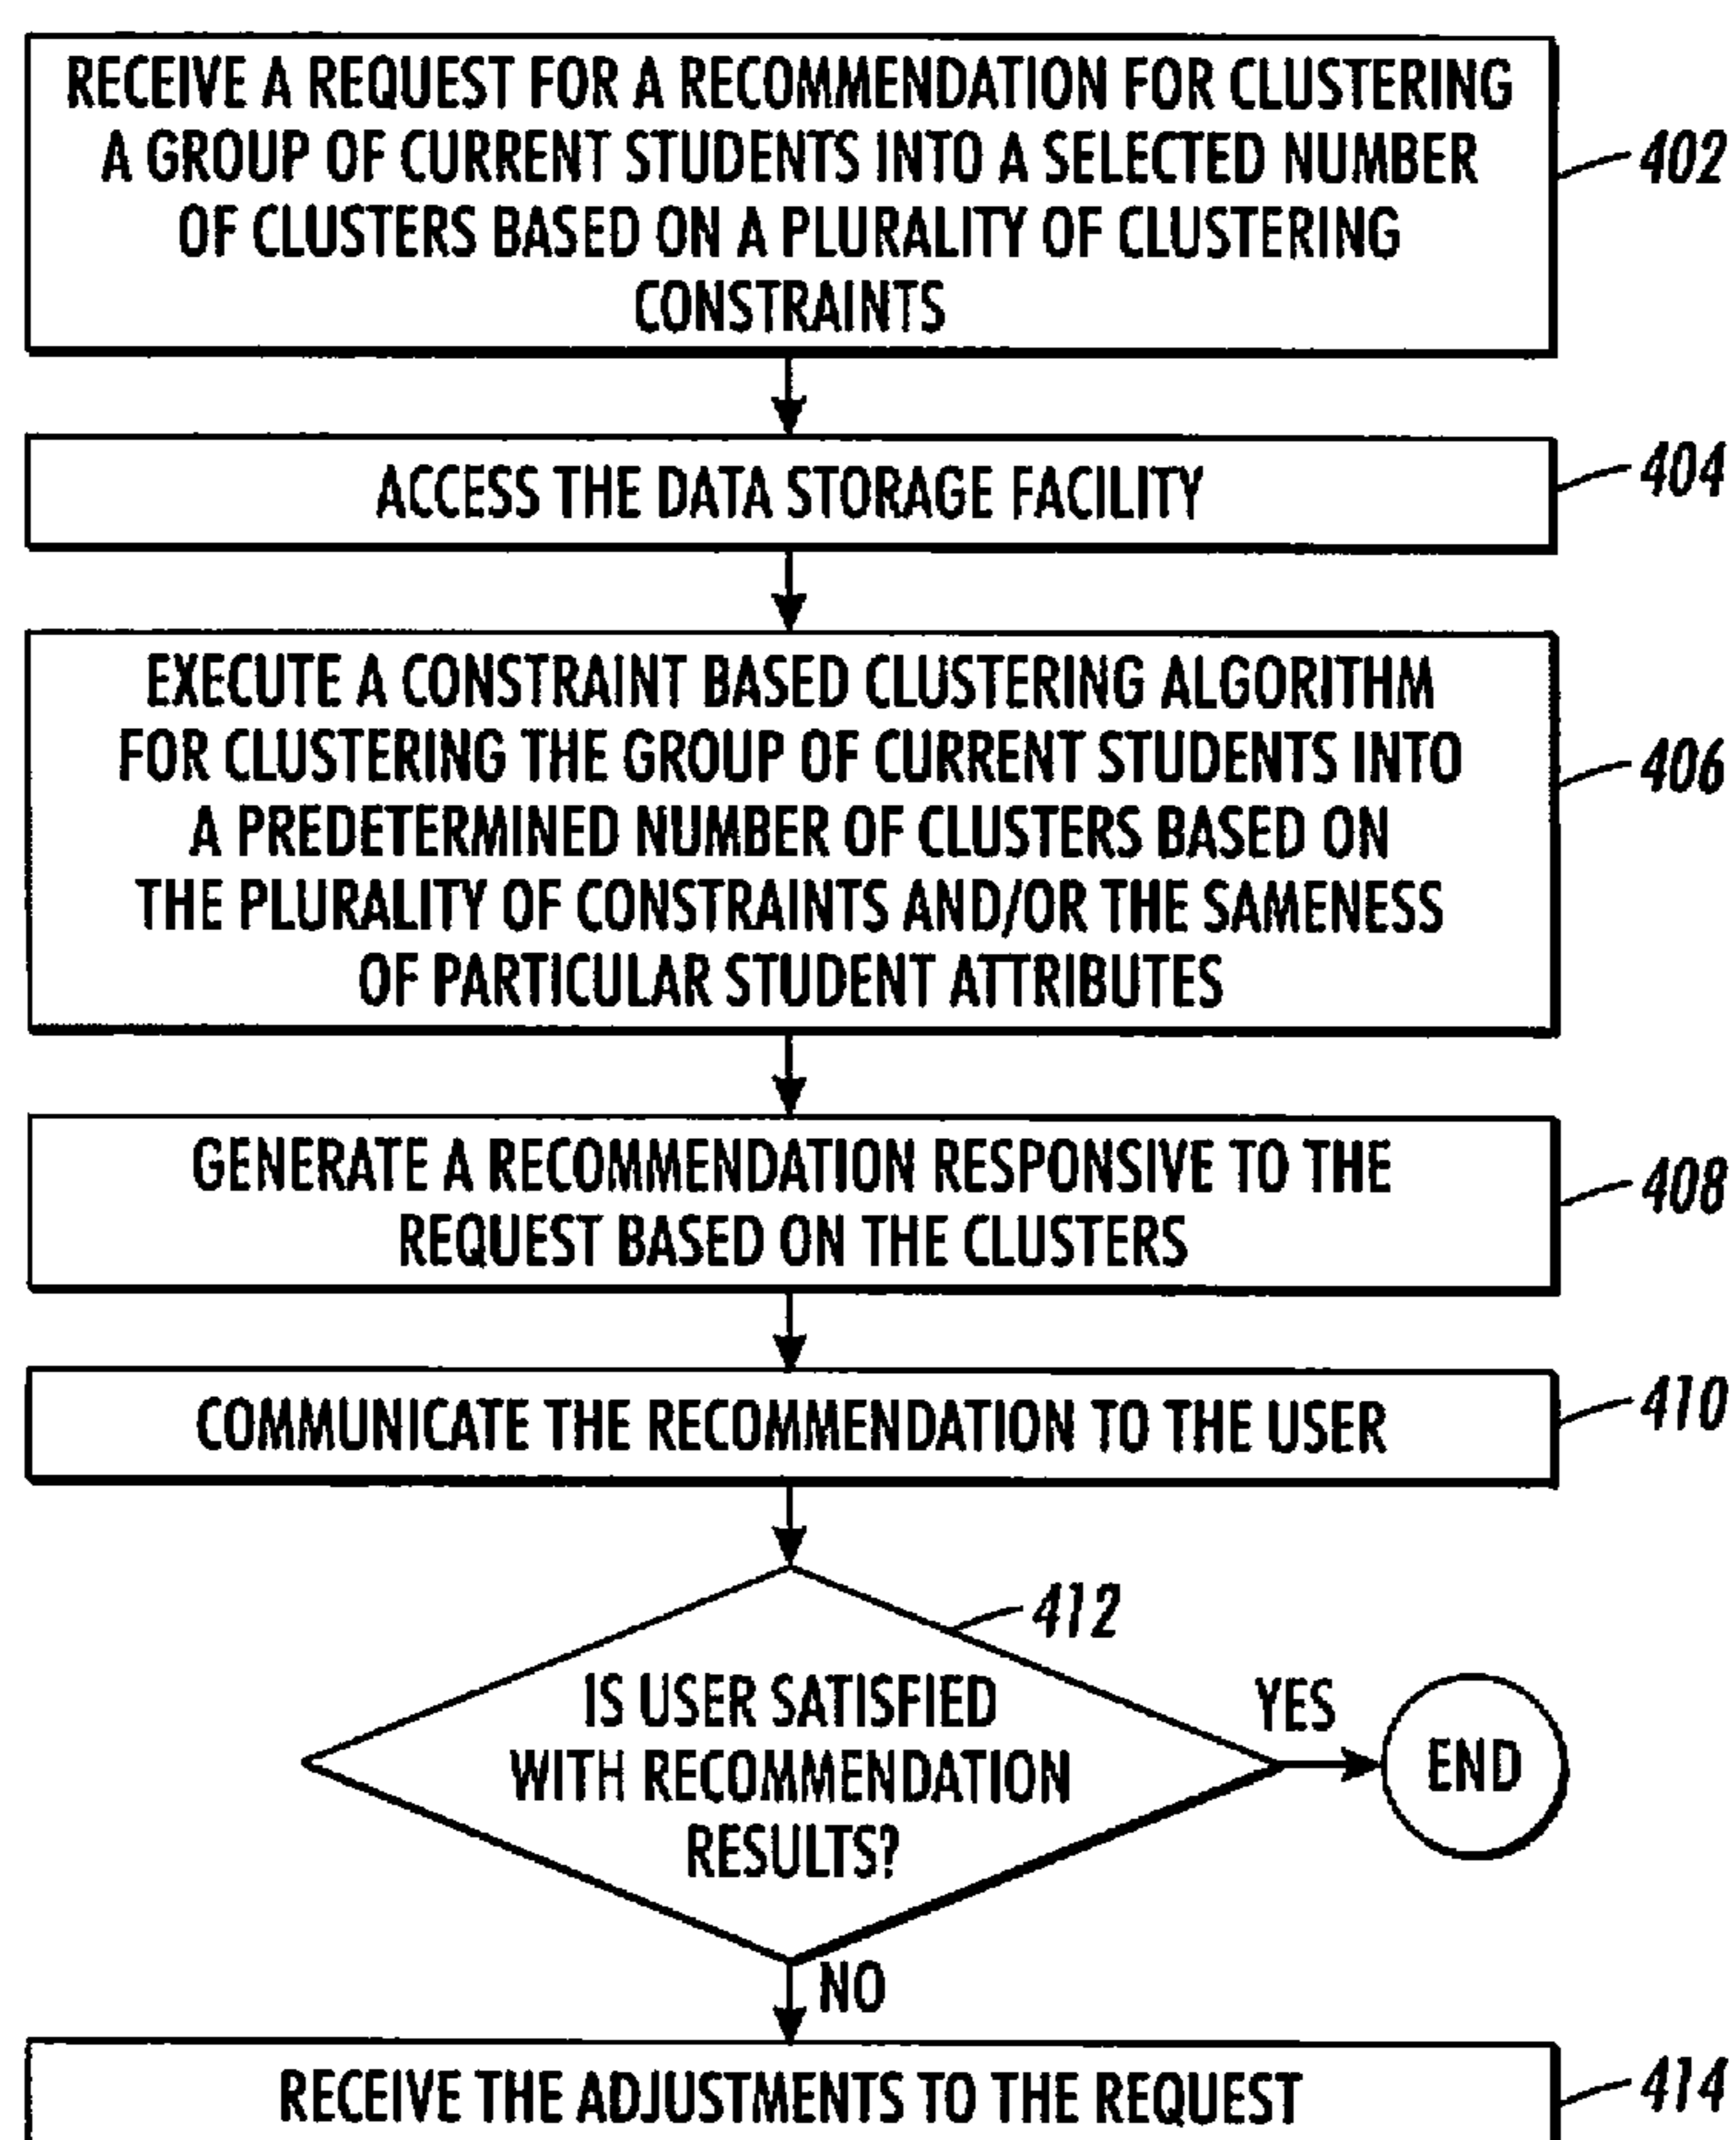 RECEIVE A REQUEST FOR A RECOMMENDATION FOR CLUSTERING
A GROUP OF CURRENT STUDENTS INTO A SELECTED NUMBER
OF CLUSTERS BASED ON A PLURALITY OF CLUSTERING
CONSTRAINTS
402
ACCESS THE DATA STORAGE FACILITY
404
EXECUTE A CONSTRAINT BASED CLUSTERING ALGORITHM
FOR CLUSTERING THE GROUP OF CURRENT STUDENTS INTO
A PREDETERMINED NUMBER OF CLUSTERS BASED ON
THE PLURALITY OF CONSTRAINTS AND/OR THE SAMENESS
OF PARTICULAR STUDENT ATTRIBUTES
406
GENERATE A RECOMMENDATION RESPONSIVE TO THE
REQUEST BASED ON THE CLUSTERS
408
COMMUNICATE THE RECOMMENDATION TO THE USER
410
412
IS USER SATISFIED
WITH RECOMMENDATION
RESULTS?
YES
END
NO
RECEIVE THE ADJUSTMENTS TO THE REQUEST
414